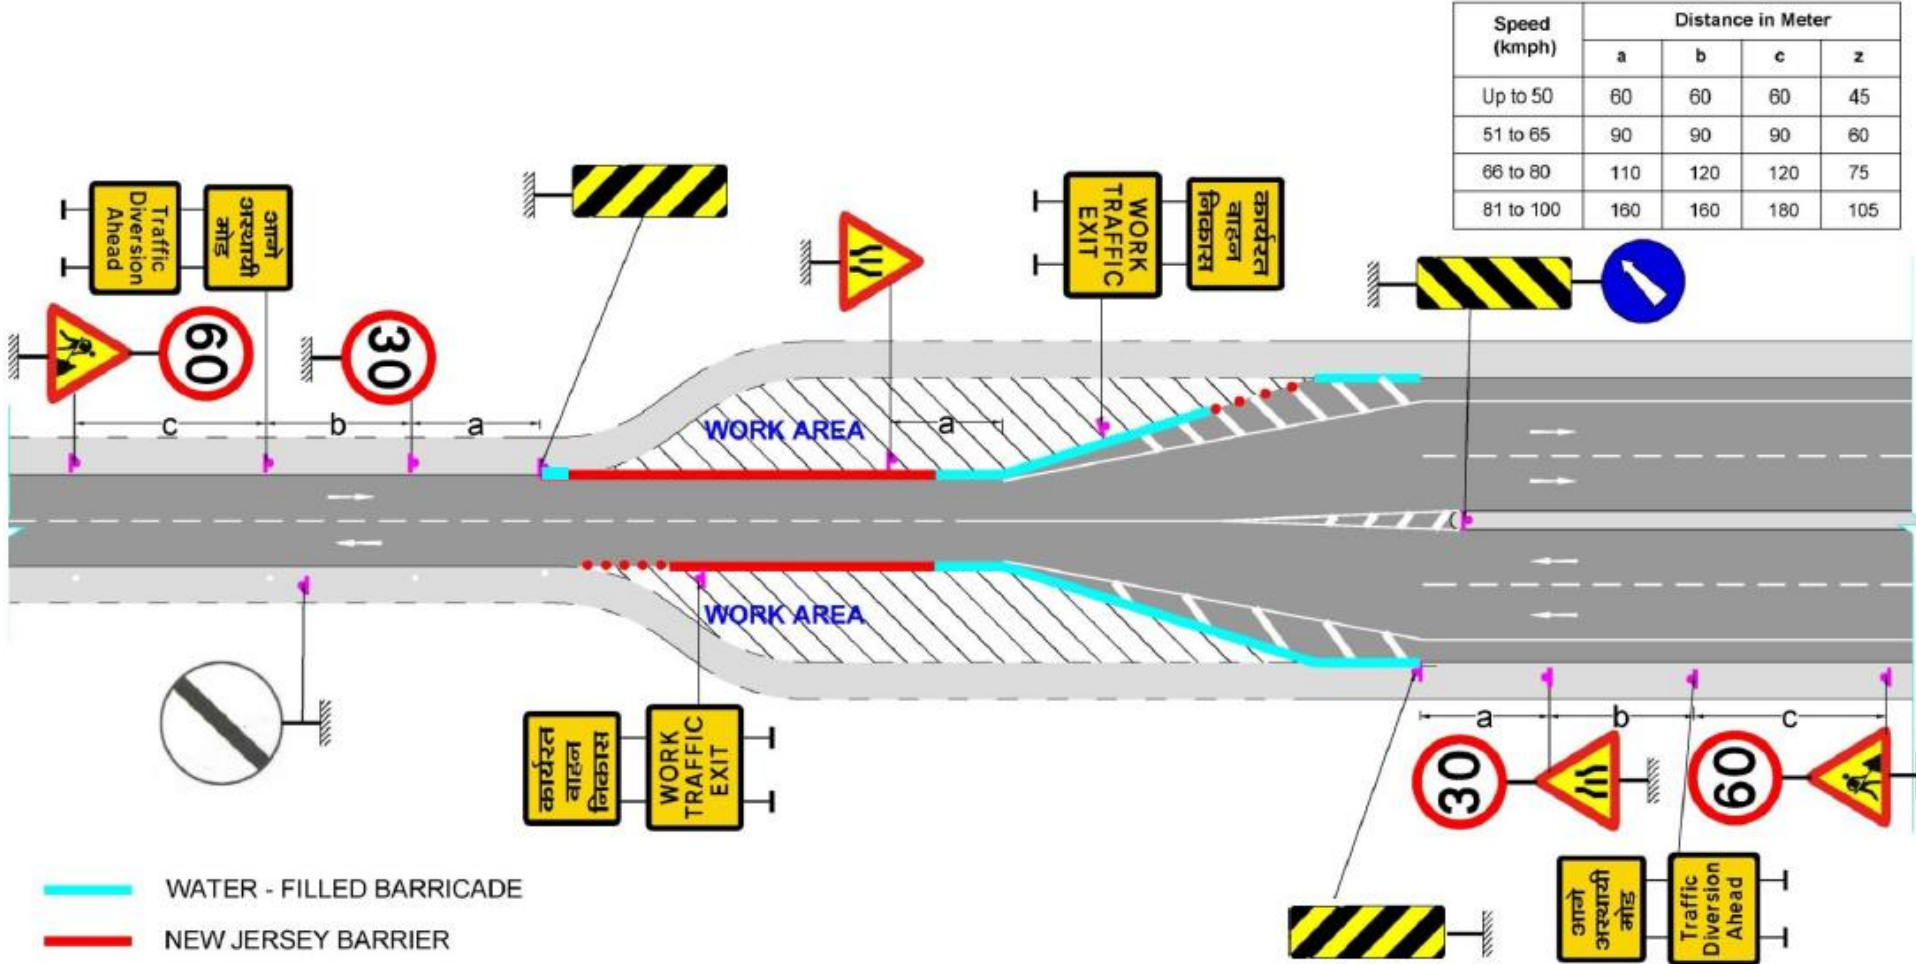 Speed
(kmph)
Distance in Meter
a b c z
Up to 50 60 60 60 45
51 to 65 90 90 90 60
66 to 80 110 120 120 75
81 to 100 160 160 180 105
Traffic
Diversion
Ahead
आगे
अस्थायी
मोड
60
30
c b a
WORK
TRAFFIC
EXIT
कार्यरत
वाहन
निकास
WORK AREA
a
WORK AREA
कार्यरत
वाहन
निकास
WORK
TRAFFIC
EXIT
a b c
30
60
आगे
अस्थायी
मोड
Traffic
Diversion
Ahead
WATER - FILLED BARRICADE
NEW JERSEY BARRIER